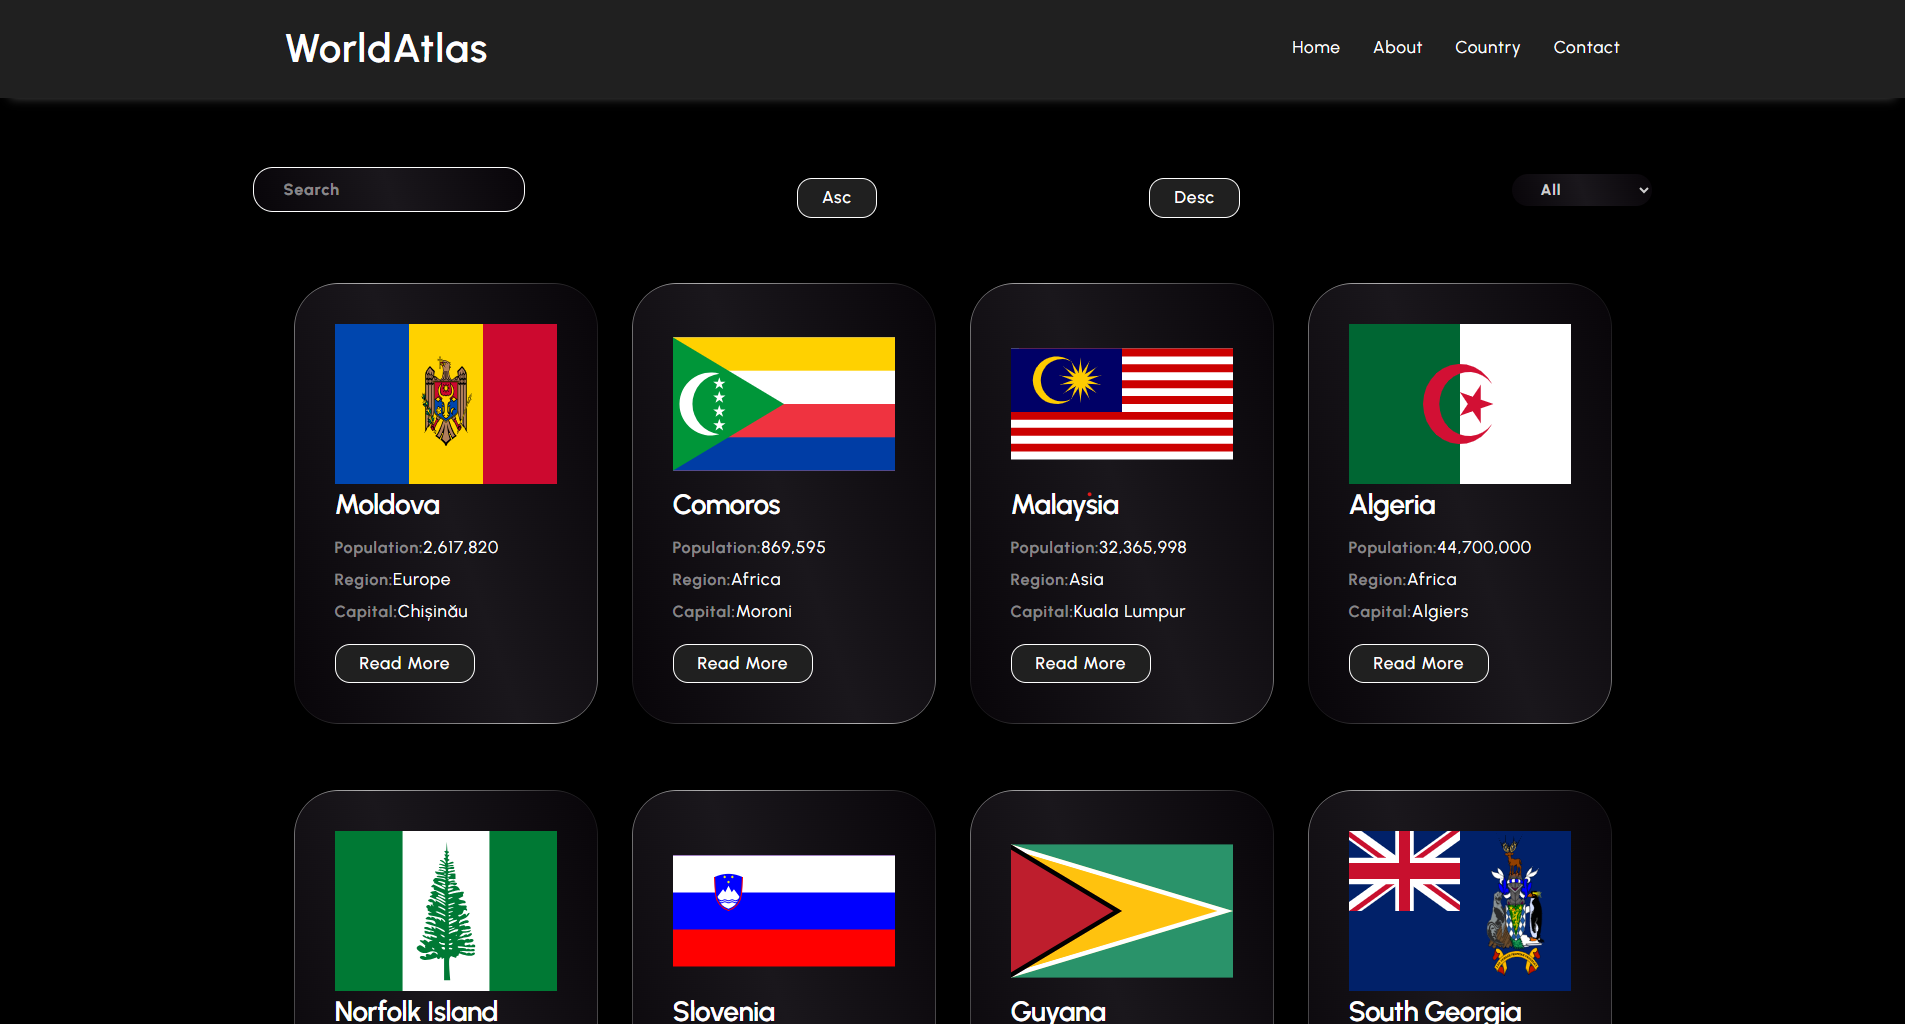 WorldAtlas
Home About Country Contact
Search Asc Desc All
Moldova
Population:2,617,820
Region:Europe
Capital:Chișinău
Read More
Comoros
Population:869,595
Region:Africa
Capital:Moroni
Read More
Malaysia
Population:32,365,998
Region:Asia
Capital:Kuala Lumpur
Read More
Algeria
Population:44,700,000
Region:Africa
Capital:Algiers
Read More
Norfolk Island
Slovenia
Guyana
South Georgia